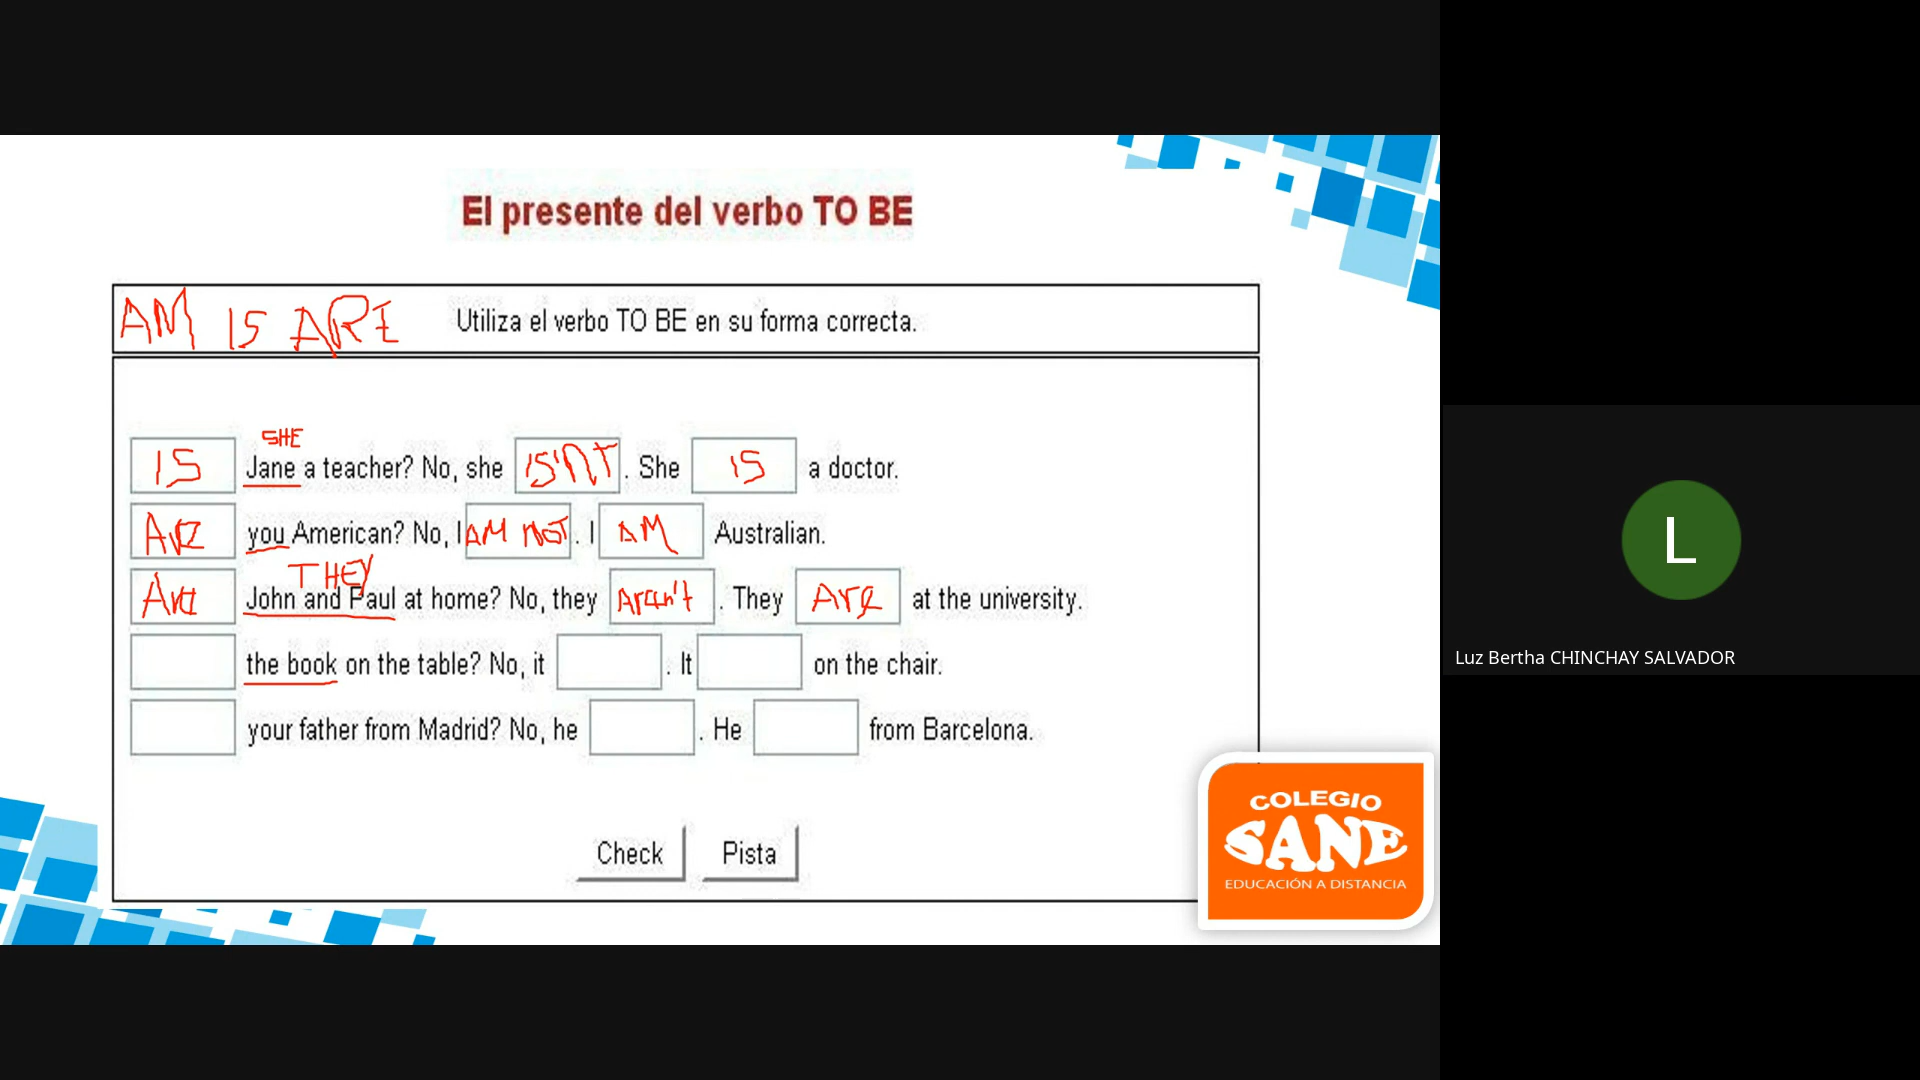 El presente del verbo TO BE
AM IS ARE Utiliza el verbo TO BE en su forma correcta.
SHE
IS Jane a teacher? No, she IS'NT . She IS a doctor.
Are you American? No, I AM NOT . I AM Australian.
THEY
Are John and Paul at home? No, they Aren't . They Are at the university.
the book on the table? No, it . It on the chair.
your father from Madrid? No, he . He from Barcelona.
Check Pista
COLEGIO
SANE
EDUCACIÓN A DISTANCIA
L
Luz Bertha CHINCHAY SALVADOR